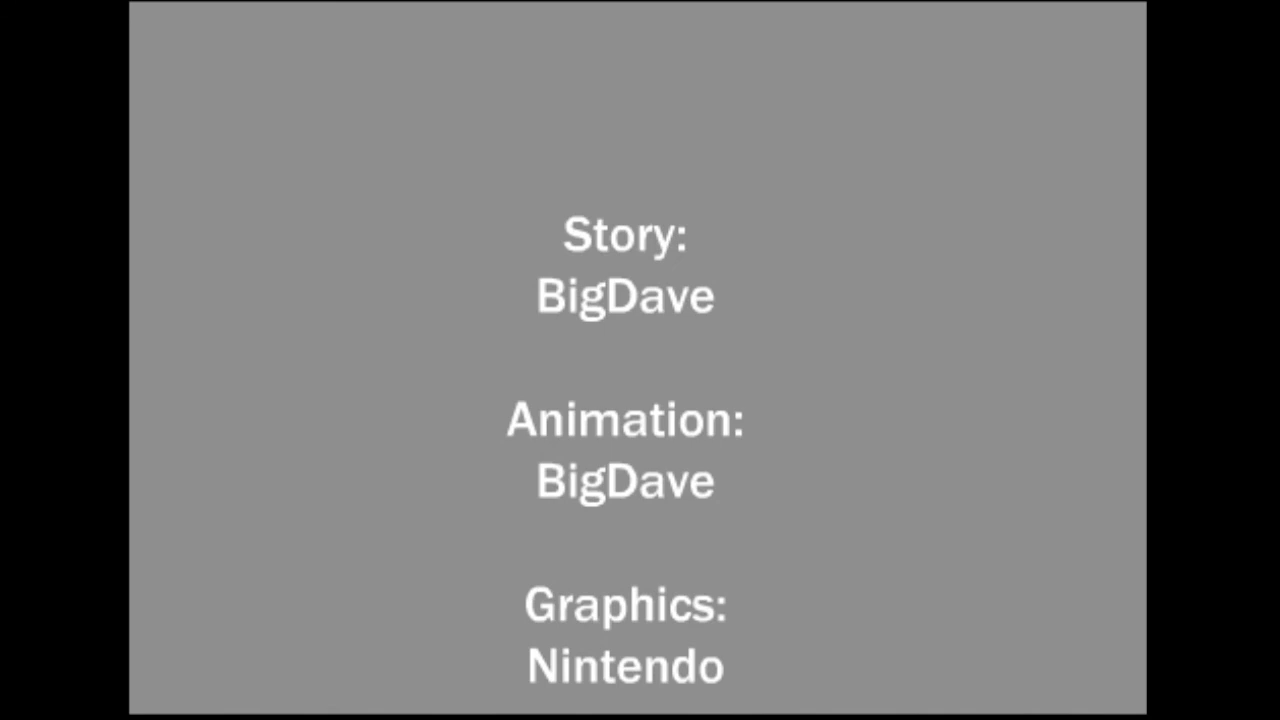 Story:
BigDave
Animation:
BigDave
Graphics:
Nintendo